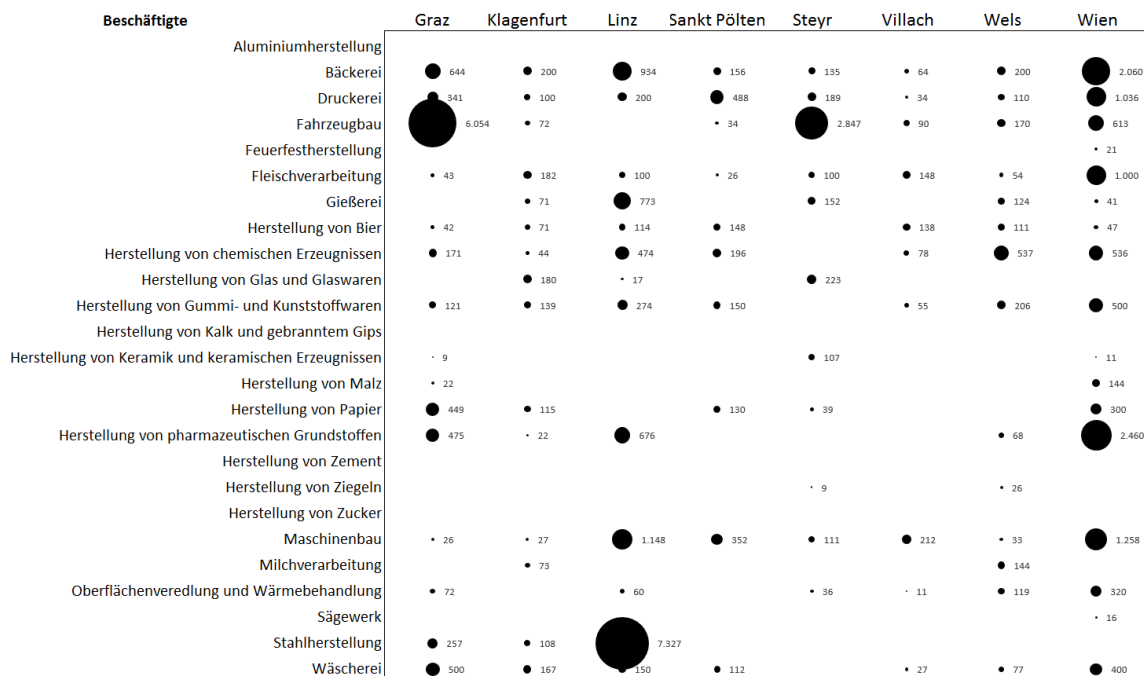 Beschäftigte Graz Klagenfurt Linz Sankt Pölten Steyr Villach Wels Wien
Aluminiumherstellung
Bäckerei 644 200 934 156 135 64 200 2.060
Druckerei 341 100 200 488 189 34 110 1.036
Fahrzeugbau 6.054 72 34 2.847 90 170 613
Feuerfestherstellung 21
Fleischverarbeitung 43 182 100 26 100 148 54 1.000
Gießerei 71 773 152 124 41
Herstellung von Bier 42 71 114 148 138 111 47
Herstellung von chemischen Erzeugnissen 171 44 474 196 78 537 536
Herstellung von Glas und Glaswaren 180 17 223
Herstellung von Gummi- und Kunststoffwaren 121 139 274 150 55 206 500
Herstellung von Kalk und gebranntem Gips
Herstellung von Keramik und keramischen Erzeugnissen 9 107 11
Herstellung von Malz 22 144
Herstellung von Papier 449 115 130 39 300
Herstellung von pharmazeutischen Grundstoffen 475 22 676 68 2.460
Herstellung von Zement
Herstellung von Ziegeln 9 26
Herstellung von Zucker
Maschinenbau 26 27 1.148 352 111 212 33 1.258
Milchverarbeitung 73 144
Oberflächenveredlung und Wärmebehandlung 72 60 36 11 119 320
Sägewerk 16
Stahlherstellung 257 108 7.327
Wäscherei 500 167 150 112 27 77 400